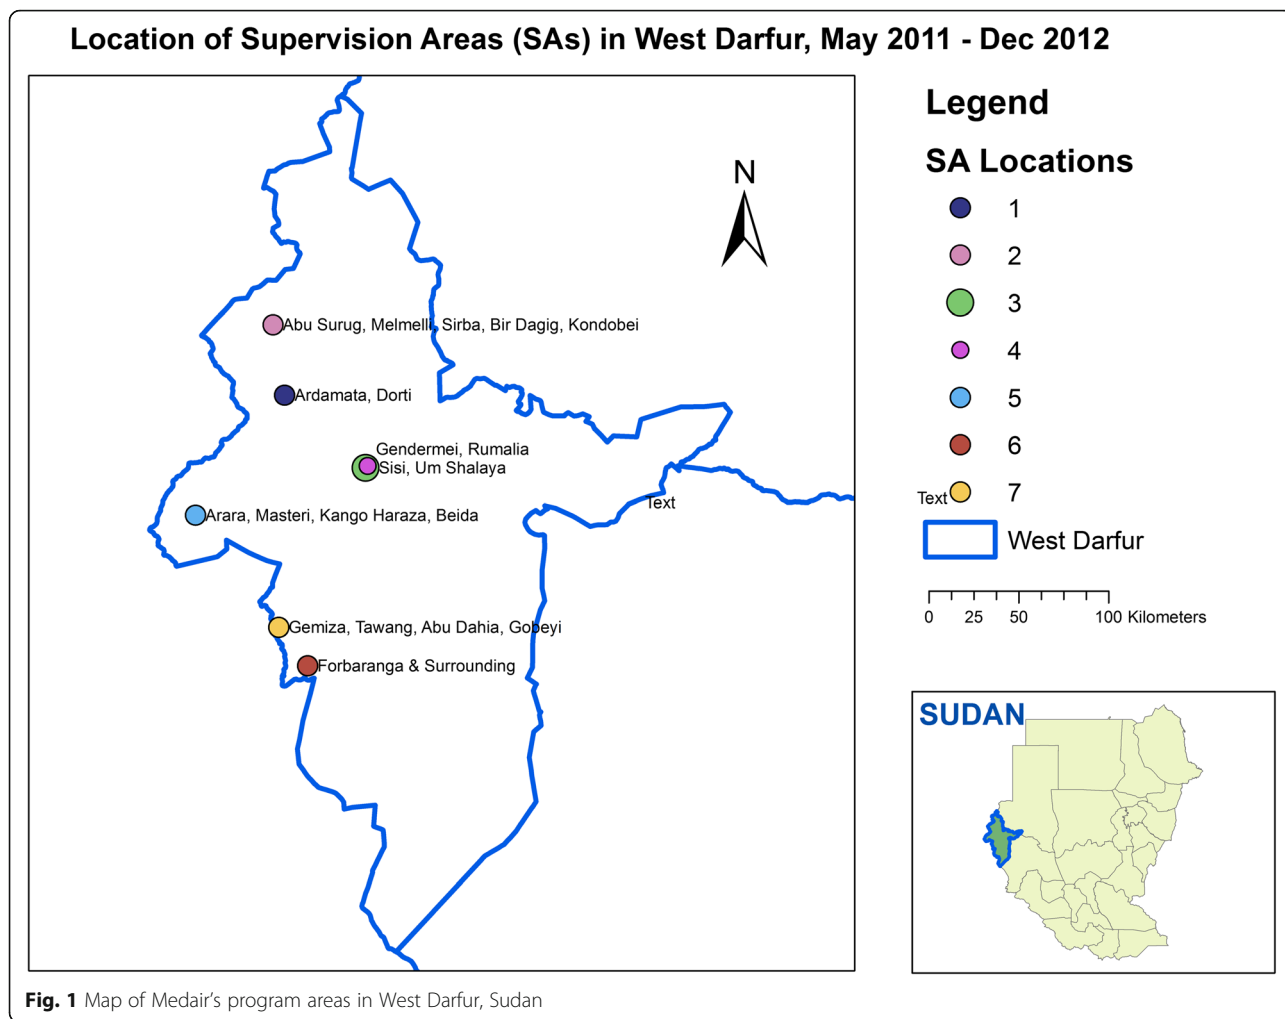 Location of Supervision Areas (SAs) in West Darfur, May 2011 - Dec 2012
N
Abu Surug, Melmelli, Sirba, Bir Dagig, Kondobei
Ardamata, Dorti
Gendermei, Rumalia
Sisi, Um Shalaya
Text
Arara, Masteri, Kango Haraza, Beida
Gemiza, Tawang, Abu Dahia, Gobeyi
Forbaranga & Surrounding
Legend
SA Locations
1
2
3
4
5
6
Text 7
West Darfur
0 25 50 100 Kilometers
SUDAN
Fig. 1 Map of Medair's program areas in West Darfur, Sudan